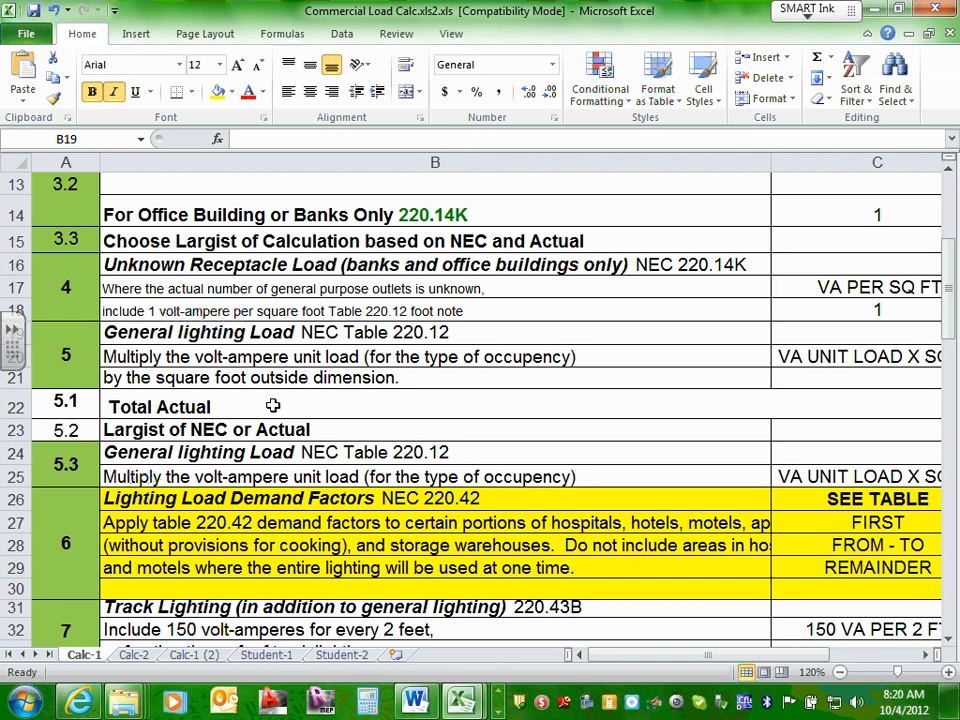 Commercial Load Calc.xls2.xls [Compatibility Mode] - Microsoft Excel
SMART Ink
File Home Insert Page Layout Formulas Data Review View
Paste
Arial 12
General
Conditional Formatting
Format as Table
Cell Styles
Insert
Delete
Format
Sort & Filter
Find & Select
Clipboard Font Alignment Number Styles Cells Editing
B19 fx
A B C
13 3.2
14 For Office Building or Banks Only 220.14K 1
15 3.3 Choose Largist of Calculation based on NEC and Actual
16 Unknown Receptacle Load (banks and office buildings only) NEC 220.14K
17 4 Where the actual number of general purpose outlets is unknown, VA PER SQ FT
18 include 1 volt-ampere per square foot Table 220.12 foot note 1
19 General lighting Load NEC Table 220.12
20 5 Multiply the volt-ampere unit load (for the type of occupency) VA UNIT LOAD X SQ
21 by the square foot outside dimension.
22 5.1 Total Actual
23 5.2 Largist of NEC or Actual
24 General lighting Load NEC Table 220.12
25 5.3 Multiply the volt-ampere unit load (for the type of occupency) VA UNIT LOAD X SQ
26 Lighting Load Demand Factors NEC 220.42 SEE TABLE
27 Apply table 220.42 demand factors to certain portions of hospitals, hotels, motels, ap FIRST
28 6 (without provisions for cooking), and storage warehouses. Do not include areas in hos FROM - TO
29 and motels where the entire lighting will be used at one time. REMAINDER
30
31 Track Lighting (in addition to general lighting) 220.43B
32 7 Include 150 volt-amperes for every 2 feet, 150 VA PER 2 FT
Calc-1 Calc-2 Calc-1 (2) Student-1 Student-2
Ready 120%
8:20 AM
10/4/2012